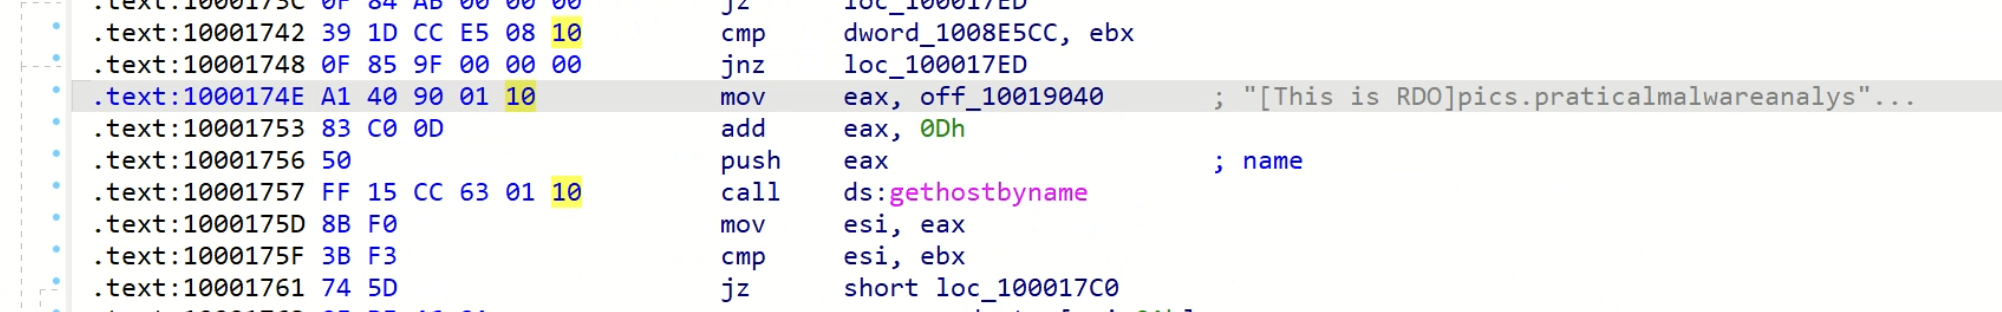 .text:1000173C 0F 84 AB 00 00 00 jz loc_100017ED
.text:10001742 39 1D CC E5 08 10 cmp dword_1008E5CC, ebx
.text:10001748 0F 85 9F 00 00 00 jnz loc_100017ED
.text:1000174E A1 40 90 01 10 mov eax, off_10019040 ; "[This is RDO]pics.praticalmalwareanalys"...
.text:10001753 83 C0 0D add eax, 0Dh
.text:10001756 50 push eax ; name
.text:10001757 FF 15 CC 63 01 10 call ds:gethostbyname
.text:1000175D 8B F0 mov esi, eax
.text:1000175F 3B F3 cmp esi, ebx
.text:10001761 74 5D jz short loc_100017C0